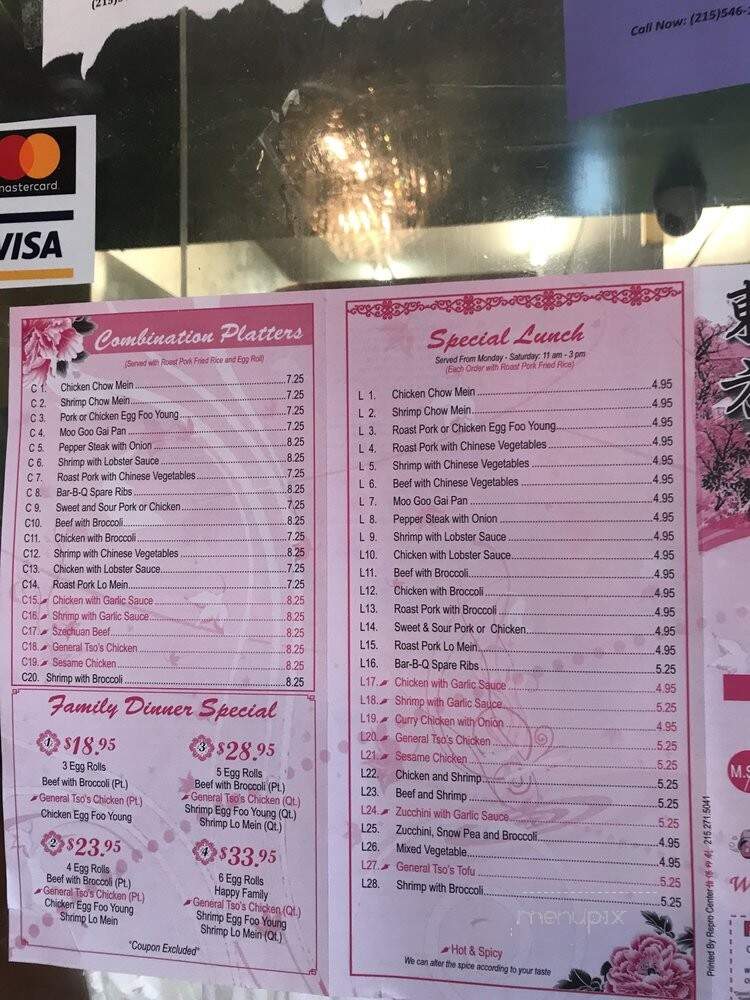 (215)5
Call Now: (215)546-
mastercard
VISA
Combination Platters
(Served with Roast Pork Fried Rice and Egg Roll)
C 1. Chicken Chow Mein 7.25
C 2. Shrimp Chow Mein 7.25
C 3. Pork or Chicken Egg Foo Young 7.25
C 4. Moo Goo Gai Pan 7.25
C 5. Pepper Steak with Onion 8.25
C 6. Shrimp with Lobster Sauce 8.25
C 7. Roast Pork with Chinese Vegetables 7.25
C 8. Bar-B-Q Spare Ribs 8.25
C 9. Sweet and Sour Pork or Chicken 7.25
C10. Beef with Broccoli 8.25
C11. Chicken with Broccoli 7.25
C12. Shrimp with Chinese Vegetables 8.25
C13. Chicken with Lobster Sauce 7.25
C14. Roast Pork Lo Mein 7.25
C15. Chicken with Garlic Sauce 8.25
C16. Shrimp with Garlic Sauce 8.25
C17. Szechuan Beef 8.25
C18. General Tso's Chicken 8.25
C19. Sesame Chicken 8.25
C20. Shrimp with Broccoli 8.25
Family Dinner Special
1 $18.95
3 Egg Rolls
Beef with Broccoli (Pt.)
General Tso's Chicken (Pt.)
Chicken Egg Foo Young
2 $23.95
4 Egg Rolls
Beef with Broccoli (Pt.)
General Tso's Chicken (Pt.)
Chicken Egg Foo Young
Shrimp Lo Mein
3 $28.95
5 Egg Rolls
Beef with Broccoli (Pt.)
General Tso's Chicken (Qt.)
Shrimp Egg Foo Young (Qt.)
Shrimp Lo Mein (Qt.)
4 $33.95
6 Egg Rolls
Happy Family
General Tso's Chicken (Qt.)
Shrimp Egg Foo Young
Shrimp Lo Mein (Qt.)
*Coupon Excluded*
Special Lunch
Served From Monday - Saturday: 11 am - 3 pm
(Each Order with Roast Pork Fried Rice)
L 1. Chicken Chow Mein 4.95
L 2. Shrimp Chow Mein 4.95
L 3. Roast Pork or Chicken Egg Foo Young 4.95
L 4. Roast Pork with Chinese Vegetables 4.95
L 5. Shrimp with Chinese Vegetables 4.95
L 6. Beef with Chinese Vegetables 4.95
L 7. Moo Goo Gai Pan 4.95
L 8. Pepper Steak with Onion 4.95
L 9. Shrimp with Lobster Sauce 4.95
L10. Chicken with Lobster Sauce 4.95
L11. Beef with Broccoli 4.95
L12. Chicken with Broccoli 4.95
L13. Roast Pork with Broccoli 4.95
L14. Sweet & Sour Pork or Chicken 4.95
L15. Roast Pork Lo Mein 4.95
L16. Bar-B-Q Spare Ribs 5.25
L17. Chicken with Garlic Sauce 4.95
L18. Shrimp with Garlic Sauce 5.25
L19. Curry Chicken with Onion 4.95
L20. General Tso's Chicken 5.25
L21. Sesame Chicken 5.25
L22. Chicken and Shrimp 5.25
L23. Beef and Shrimp 5.25
L24. Zucchini with Garlic Sauce 5.25
L25. Zucchini, Snow Pea and Broccoli 4.95
L26. Mixed Vegetable 4.95
L27. General Tso's Tofu 5.25
L28. Shrimp with Broccoli 5.25
Hot & Spicy
We can alter the spice according to your taste
menupix
Printed By Repro Center 215.271.5041
M.S